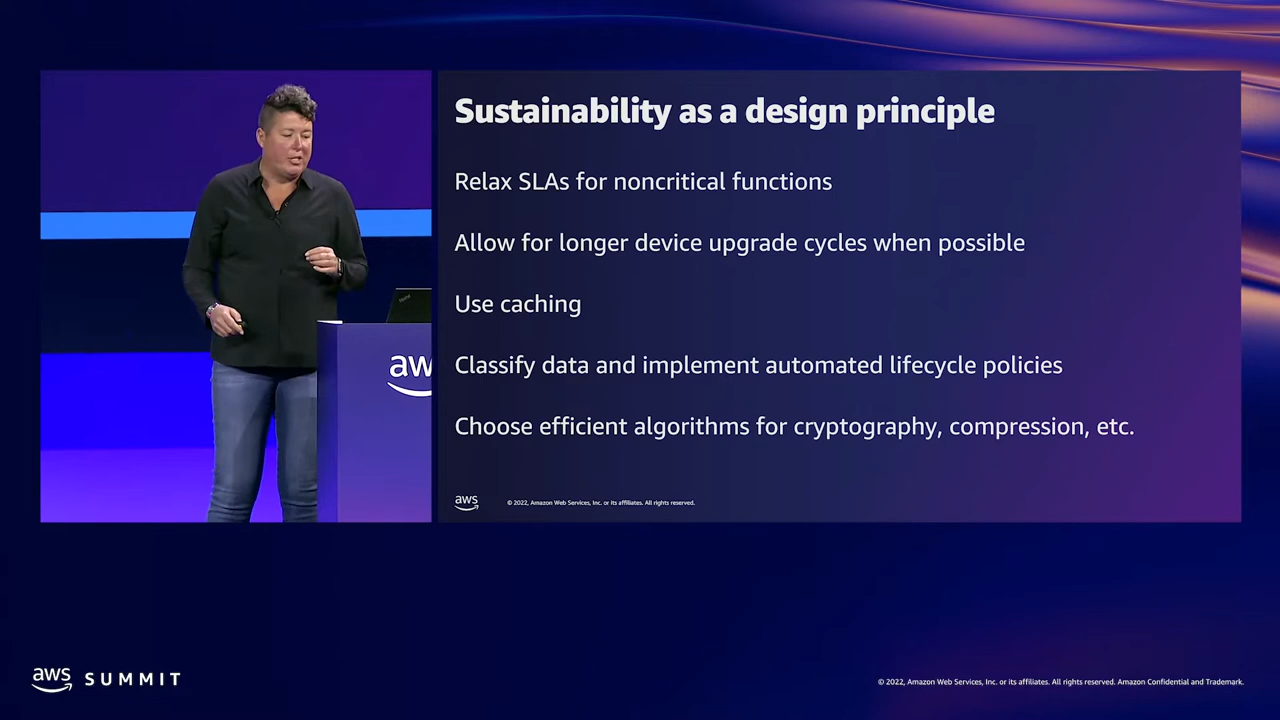 Sustainability as a design principle
Relax SLAs for noncritical functions
Allow for longer device upgrade cycles when possible
Use caching
Classify data and implement automated lifecycle policies
Choose efficient algorithms for cryptography, compression, etc.
aws
© 2022, Amazon Web Services, Inc. or its affiliates. All rights reserved.
aw
aws SUMMIT
© 2022, Amazon Web Services, Inc. or its affiliates. All rights reserved. Amazon Confidential and Trademark.